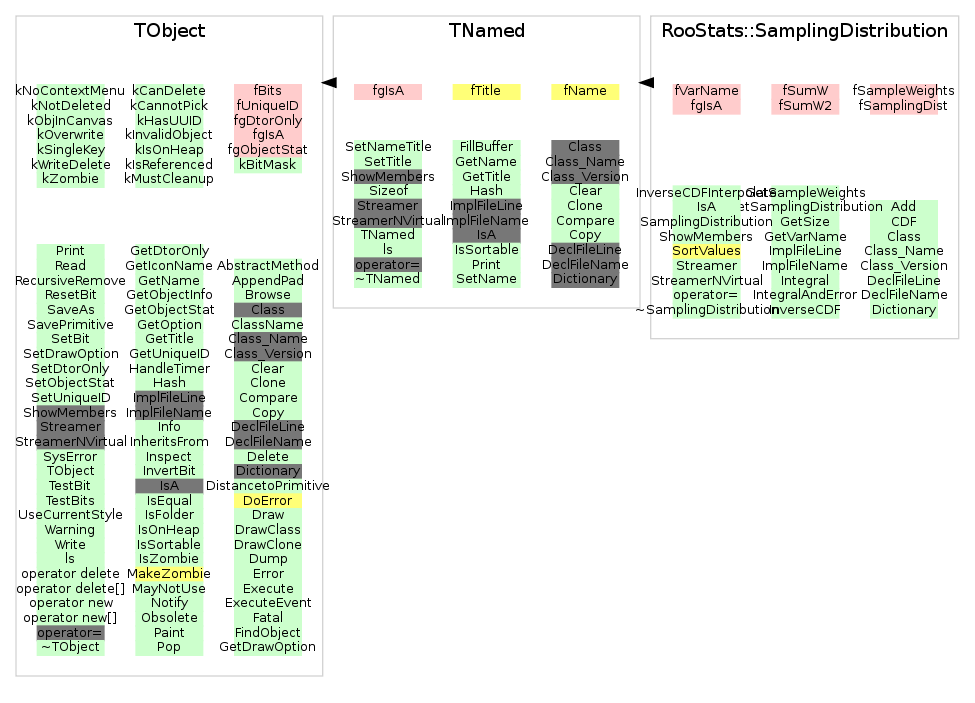 TObject
kNoContextMenu
kNotDeleted
kObjInCanvas
kOverwrite
kSingleKey
kWriteDelete
kZombie
kCanDelete
kCannotPick
kHasUUID
kInvalidObject
kIsOnHeap
kIsReferenced
kMustCleanup
fBits
fUniqueID
fgDtorOnly
fgIsA
fgObjectStat
kBitMask
Print
Read
RecursiveRemove
ResetBit
SaveAs
SavePrimitive
SetBit
SetDrawOption
SetDtorOnly
SetObjectStat
SetUniqueID
ShowMembers
Streamer
StreamerNVirtual
SysError
TObject
TestBit
TestBits
UseCurrentStyle
Warning
Write
ls
operator delete
operator delete[]
operator new
operator new[]
operator=
~TObject
GetDtorOnly
GetIconName
GetName
GetObjectInfo
GetObjectStat
GetOption
GetTitle
GetUniqueID
HandleTimer
Hash
ImplFileLine
ImplFileName
Info
InheritsFrom
Inspect
InvertBit
IsA
IsEqual
IsFolder
IsOnHeap
IsSortable
IsZombie
MakeZombie
MayNotUse
Notify
Obsolete
Paint
Pop
AbstractMethod
AppendPad
Browse
Class
ClassName
Class_Name
Class_Version
Clear
Clone
Compare
Copy
DeclFileLine
DeclFileName
Delete
Dictionary
DistancetoPrimitive
DoError
Draw
DrawClass
DrawClone
Dump
Error
Execute
ExecuteEvent
Fatal
FindObject
GetDrawOption
TNamed
fgIsA
fTitle
fName
SetNameTitle
SetTitle
ShowMembers
Sizeof
Streamer
StreamerNVirtual
TNamed
ls
operator=
~TNamed
FillBuffer
GetName
GetTitle
Hash
ImplFileLine
ImplFileName
IsA
IsSortable
Print
SetName
Class
Class_Name
Class_Version
Clear
Clone
Compare
Copy
DeclFileLine
DeclFileName
Dictionary
RooStats::SamplingDistribution
fVarName
fgIsA
fSumW
fSumW2
fSampleWeights
fSamplingDist
InverseCDFInterpolate
IsA
SamplingDistribution
ShowMembers
SortValues
Streamer
StreamerNVirtual
operator=
~SamplingDistribution
GetSampleWeights
GetSamplingDistribution
GetSize
GetVarName
ImplFileLine
ImplFileName
Integral
IntegralAndError
InverseCDF
Add
CDF
Class
Class_Name
Class_Version
DeclFileLine
DeclFileName
Dictionary